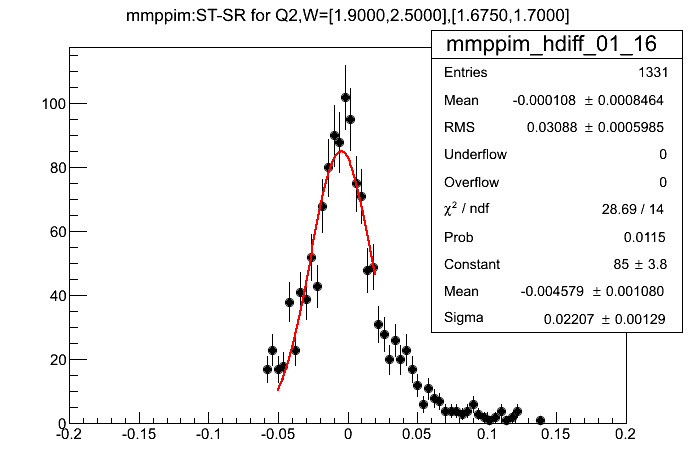 mmppim:ST-SR for Q2,W=[1.9000,2.5000],[1.6750,1.7000]
mmppim_hdiff_01_16
Entries 1331
Mean -0.000108 ± 0.0008464
RMS 0.03088 ± 0.0005985
Underflow 0
Overflow 0
χ² / ndf 28.69 / 14
Prob 0.0115
Constant 85 ± 3.8
Mean -0.004579 ± 0.001080
Sigma 0.02207 ± 0.00129
100
80
60
40
20
0
-0.2 -0.15 -0.1 -0.05 0 0.05 0.1 0.15 0.2